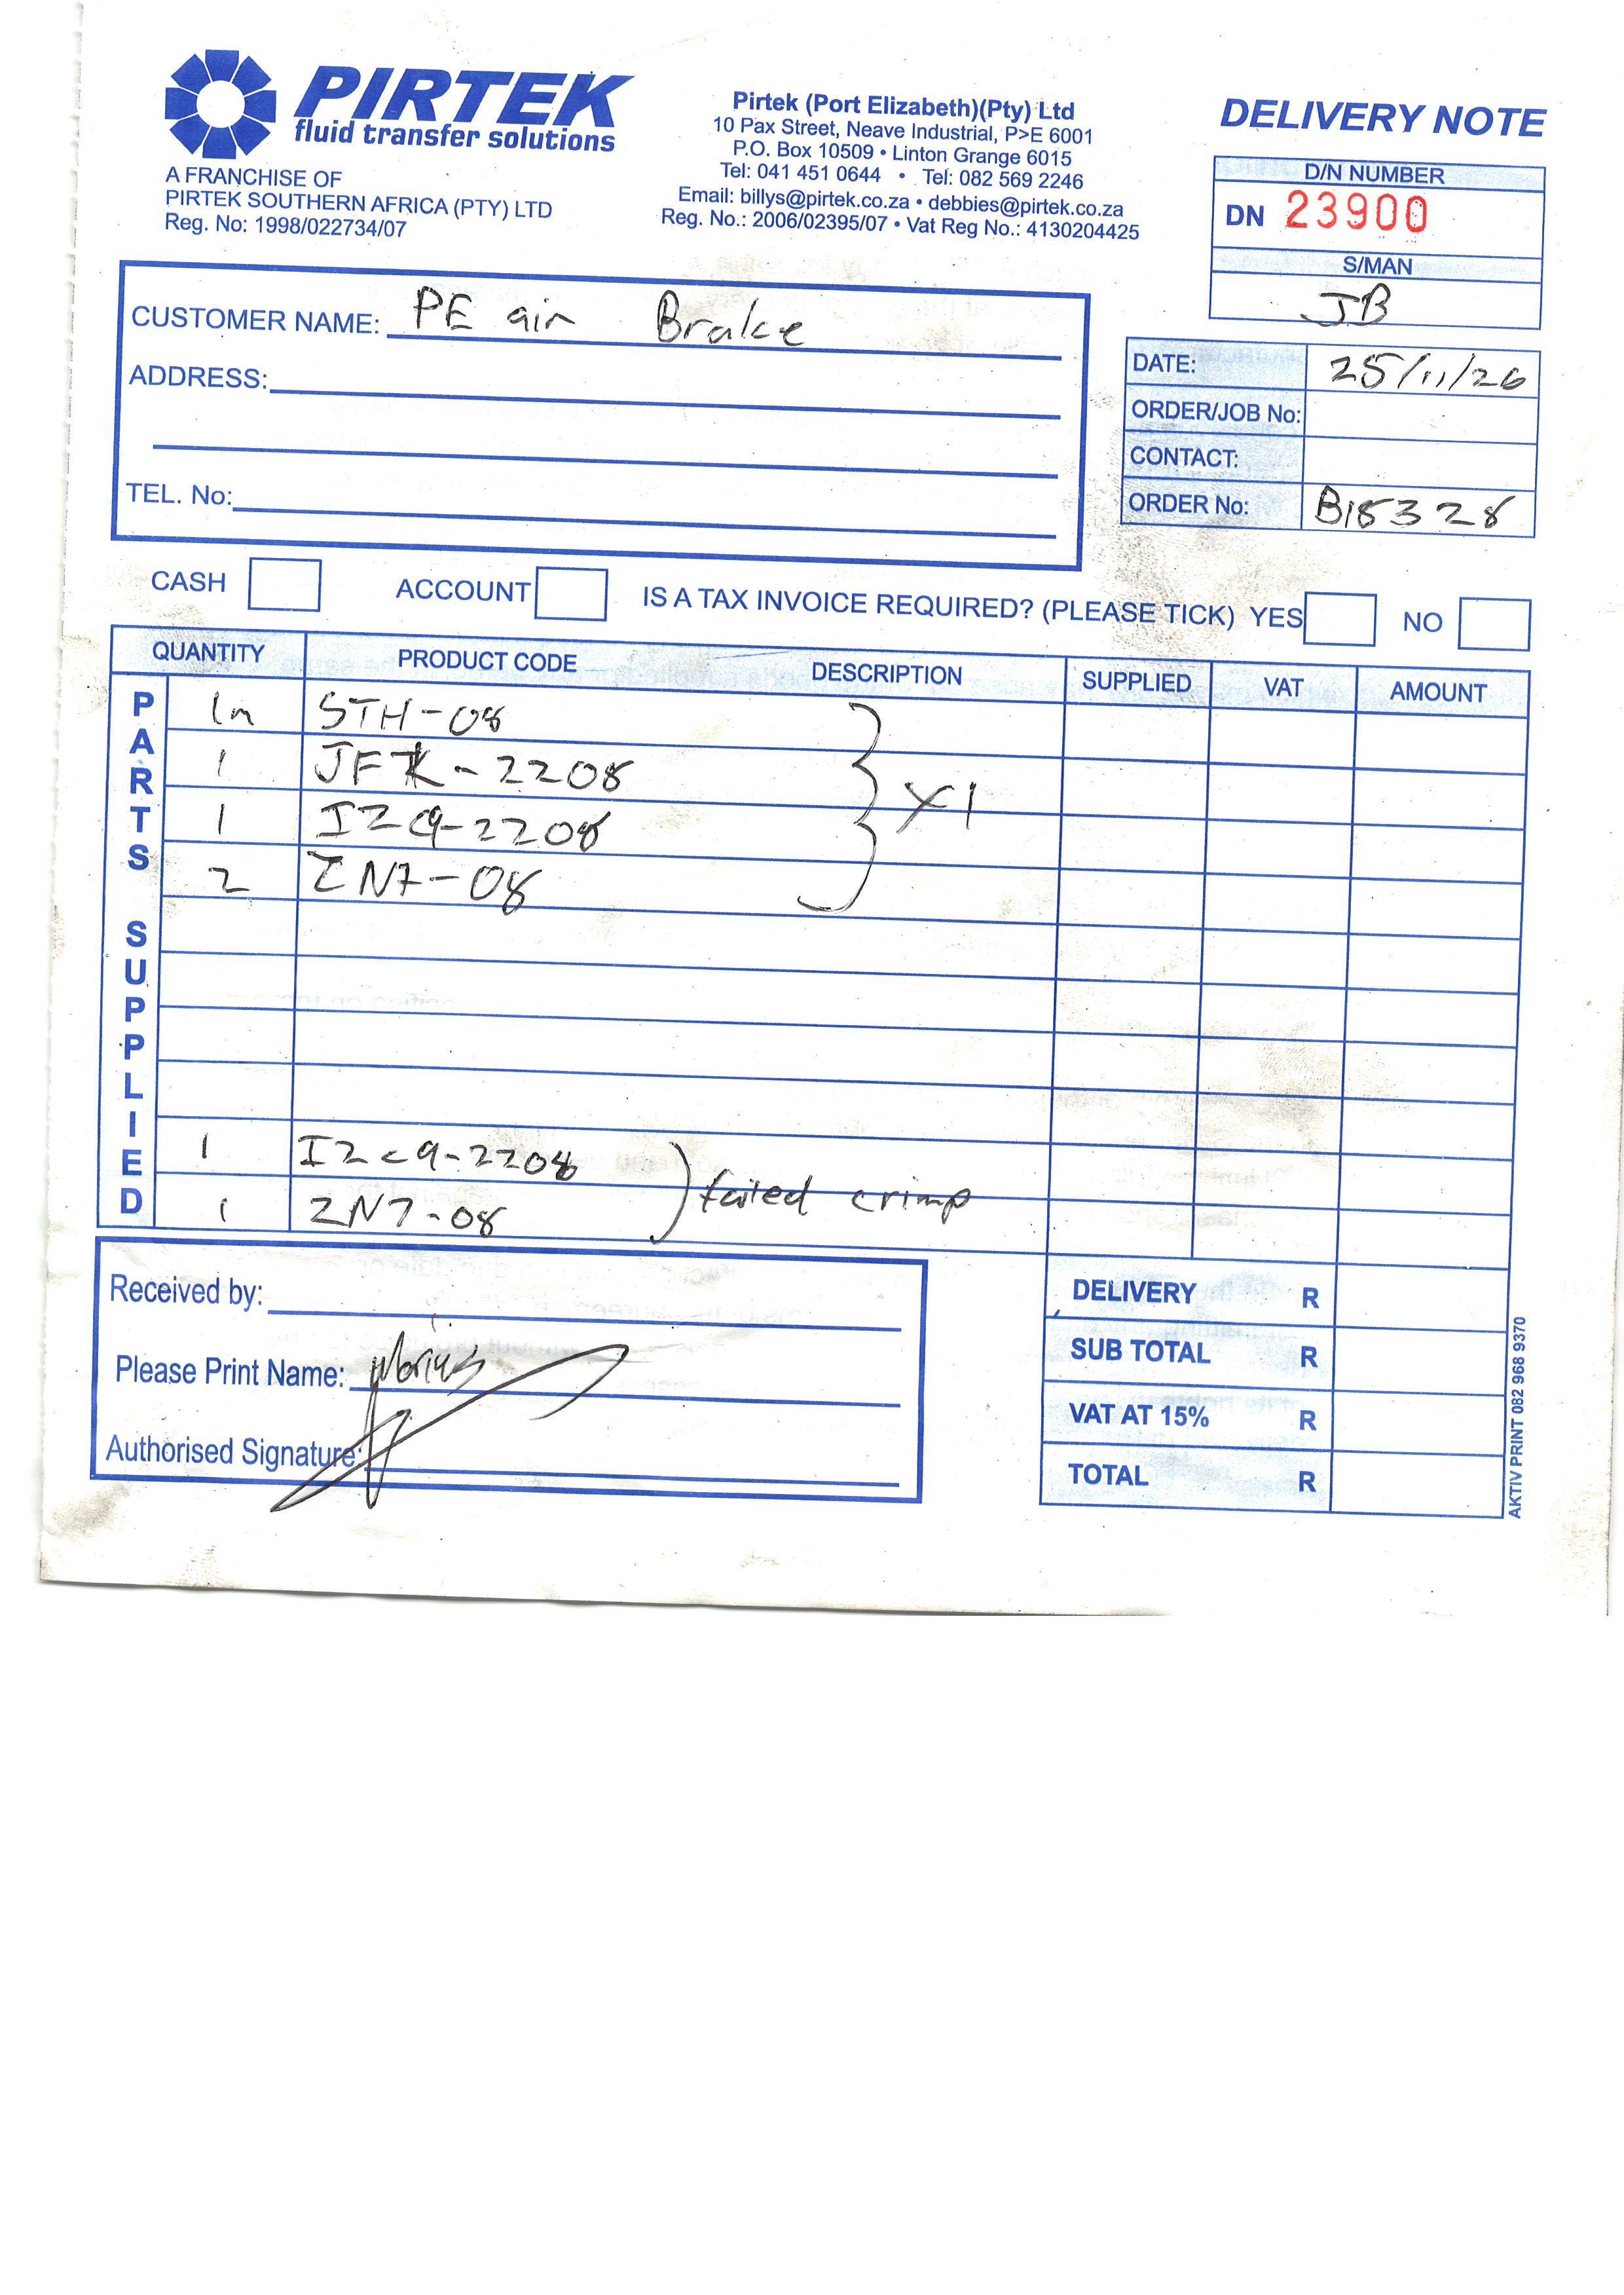 PIRTEK
fluid transfer solutions
A FRANCHISE OF
PIRTEK SOUTHERN AFRICA (PTY) LTD
Reg. No: 1998/022734/07
Pirtek (Port Elizabeth)(Pty) Ltd
10 Pax Street, Neave Industrial, P>E 6001
P.O. Box 10509 • Linton Grange 6015
Tel: 041 451 0644 • Tel: 082 569 2246
Email: billys@pirtek.co.za • debbies@pirtek.co.za
Reg. No.: 2006/02395/07 • Vat Reg No.: 4130204425
DELIVERY NOTE
D/N NUMBER
DN 23900
S/MAN
JB
CUSTOMER NAME: PE air Brake
ADDRESS:
TEL. No:
DATE: 25/11/26
ORDER/JOB No:
CONTACT:
ORDER No: B18328
CASH ACCOUNT IS A TAX INVOICE REQUIRED? (PLEASE TICK) YES NO
QUANTITY PRODUCT CODE DESCRIPTION SUPPLIED VAT AMOUNT
PARTS SUPPLIED
1m STH-08
1 JFK-2208
1 IZC9-2208
2 ZN7-08
X1
1 IZC9-2208
1 ZN7-08
failed crimp
Received by:
Please Print Name: Marius
Authorised Signature:
DELIVERY R
SUB TOTAL R
VAT AT 15% R
TOTAL R
AKTIV PRINT 082 968 9370